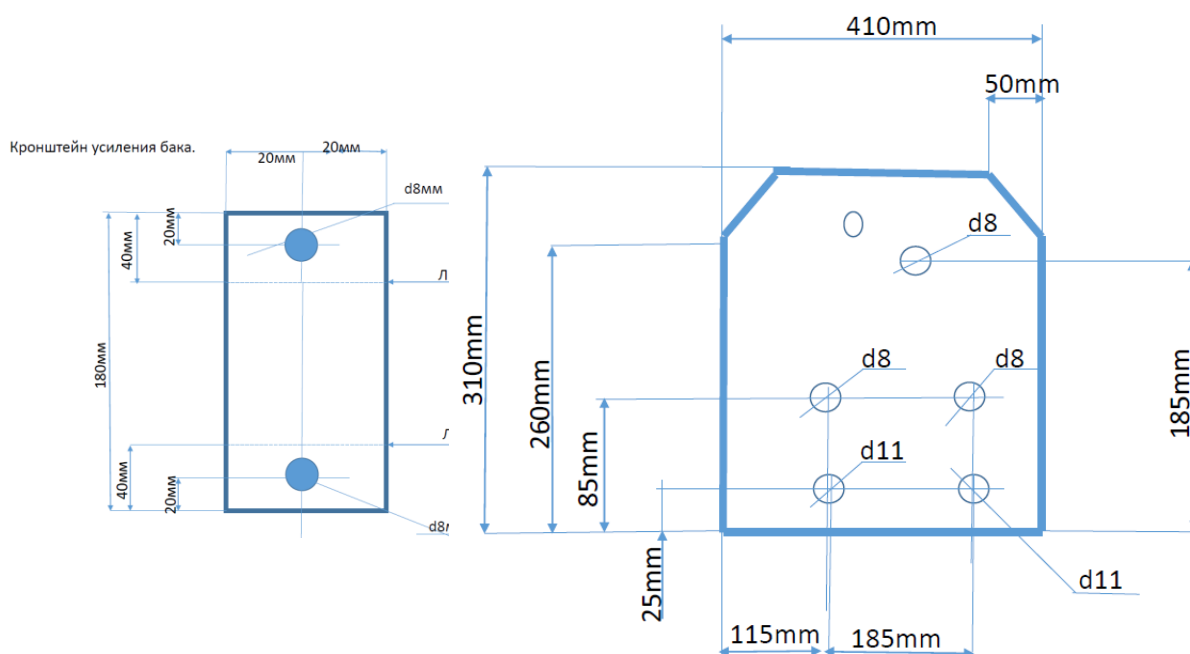 Кронштейн усиления бака.
20мм
20мм
d8мм
20мм
40мм
Л
180мм
Л
40мм
20мм
d8м
410mm
50mm
d8
310mm
260mm
d8
d8
185mm
85mm
d11
25mm
d11
115mm
185mm